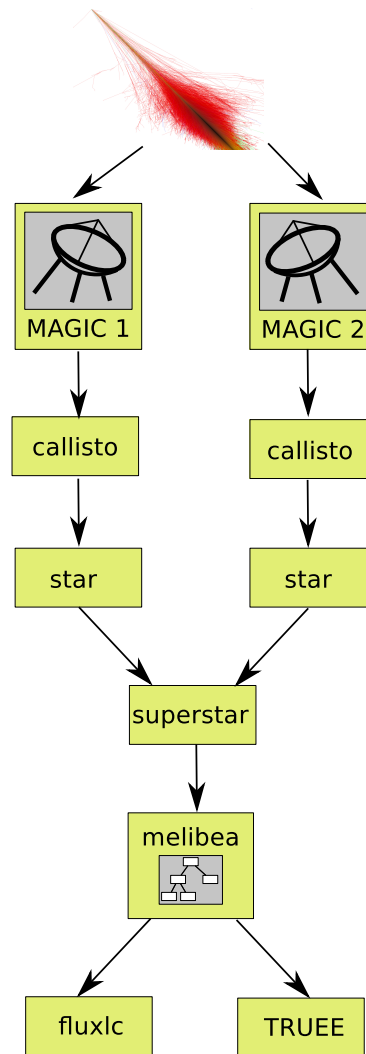 MAGIC 1
MAGIC 2
callisto
callisto
star
star
superstar
melibea
fluxlc
TRUEE